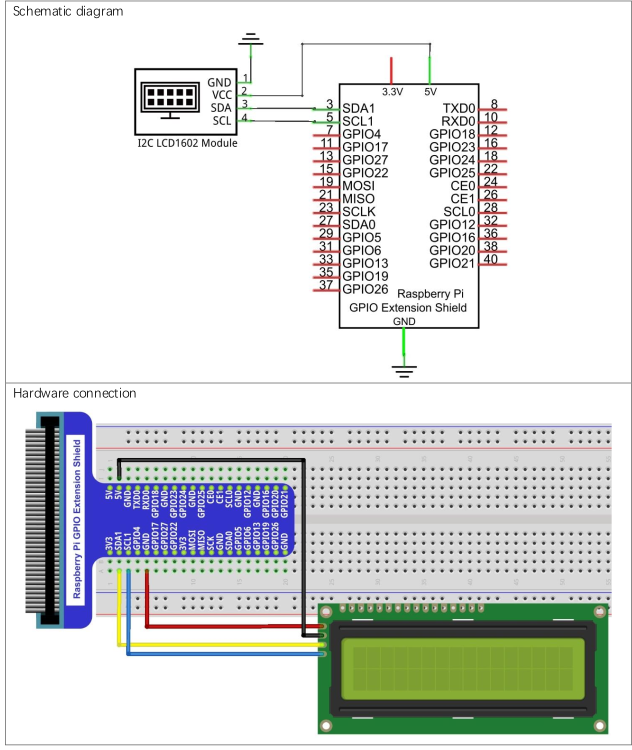 Schematic diagram
I2C LCD1602 Module
GND 1
VCC 2
SDA 3
SCL 4
3.3V 5V
3 SDA1
5 SCL1
7 GPIO4
11 GPIO17
13 GPIO27
15 GPIO22
19 MOSI
21 MISO
23 SCLK
27 SDA0
29 GPIO5
31 GPIO6
33 GPIO13
35 GPIO19
37 GPIO26
TXD0 8
RXD0 10
GPIO18 12
GPIO23 16
GPIO24 18
GPIO25 22
CE0 24
CE1 26
SCL0 28
GPIO12 32
GPIO16 36
GPIO20 38
GPIO21 40
Raspberry Pi
GPIO Extension Shield
GND
Hardware connection
Raspberry Pi GPIO Extension Shield
5V
5V
GND
TXD0
RXD0
GPIO18
GND
GPIO23
GPIO24
GND
GPIO25
CE0
CE1
SCL0
GND
GPIO12
GND
GPIO16
GPIO20
GPIO21
3V3
SDA1
SCL1
GPIO4
GND
GPIO17
GPIO27
GPIO22
3V3
MOSI
MISO
SCK
GND
SDA0
GPIO5
GPIO6
GPIO13
GPIO19
GPIO26
GND